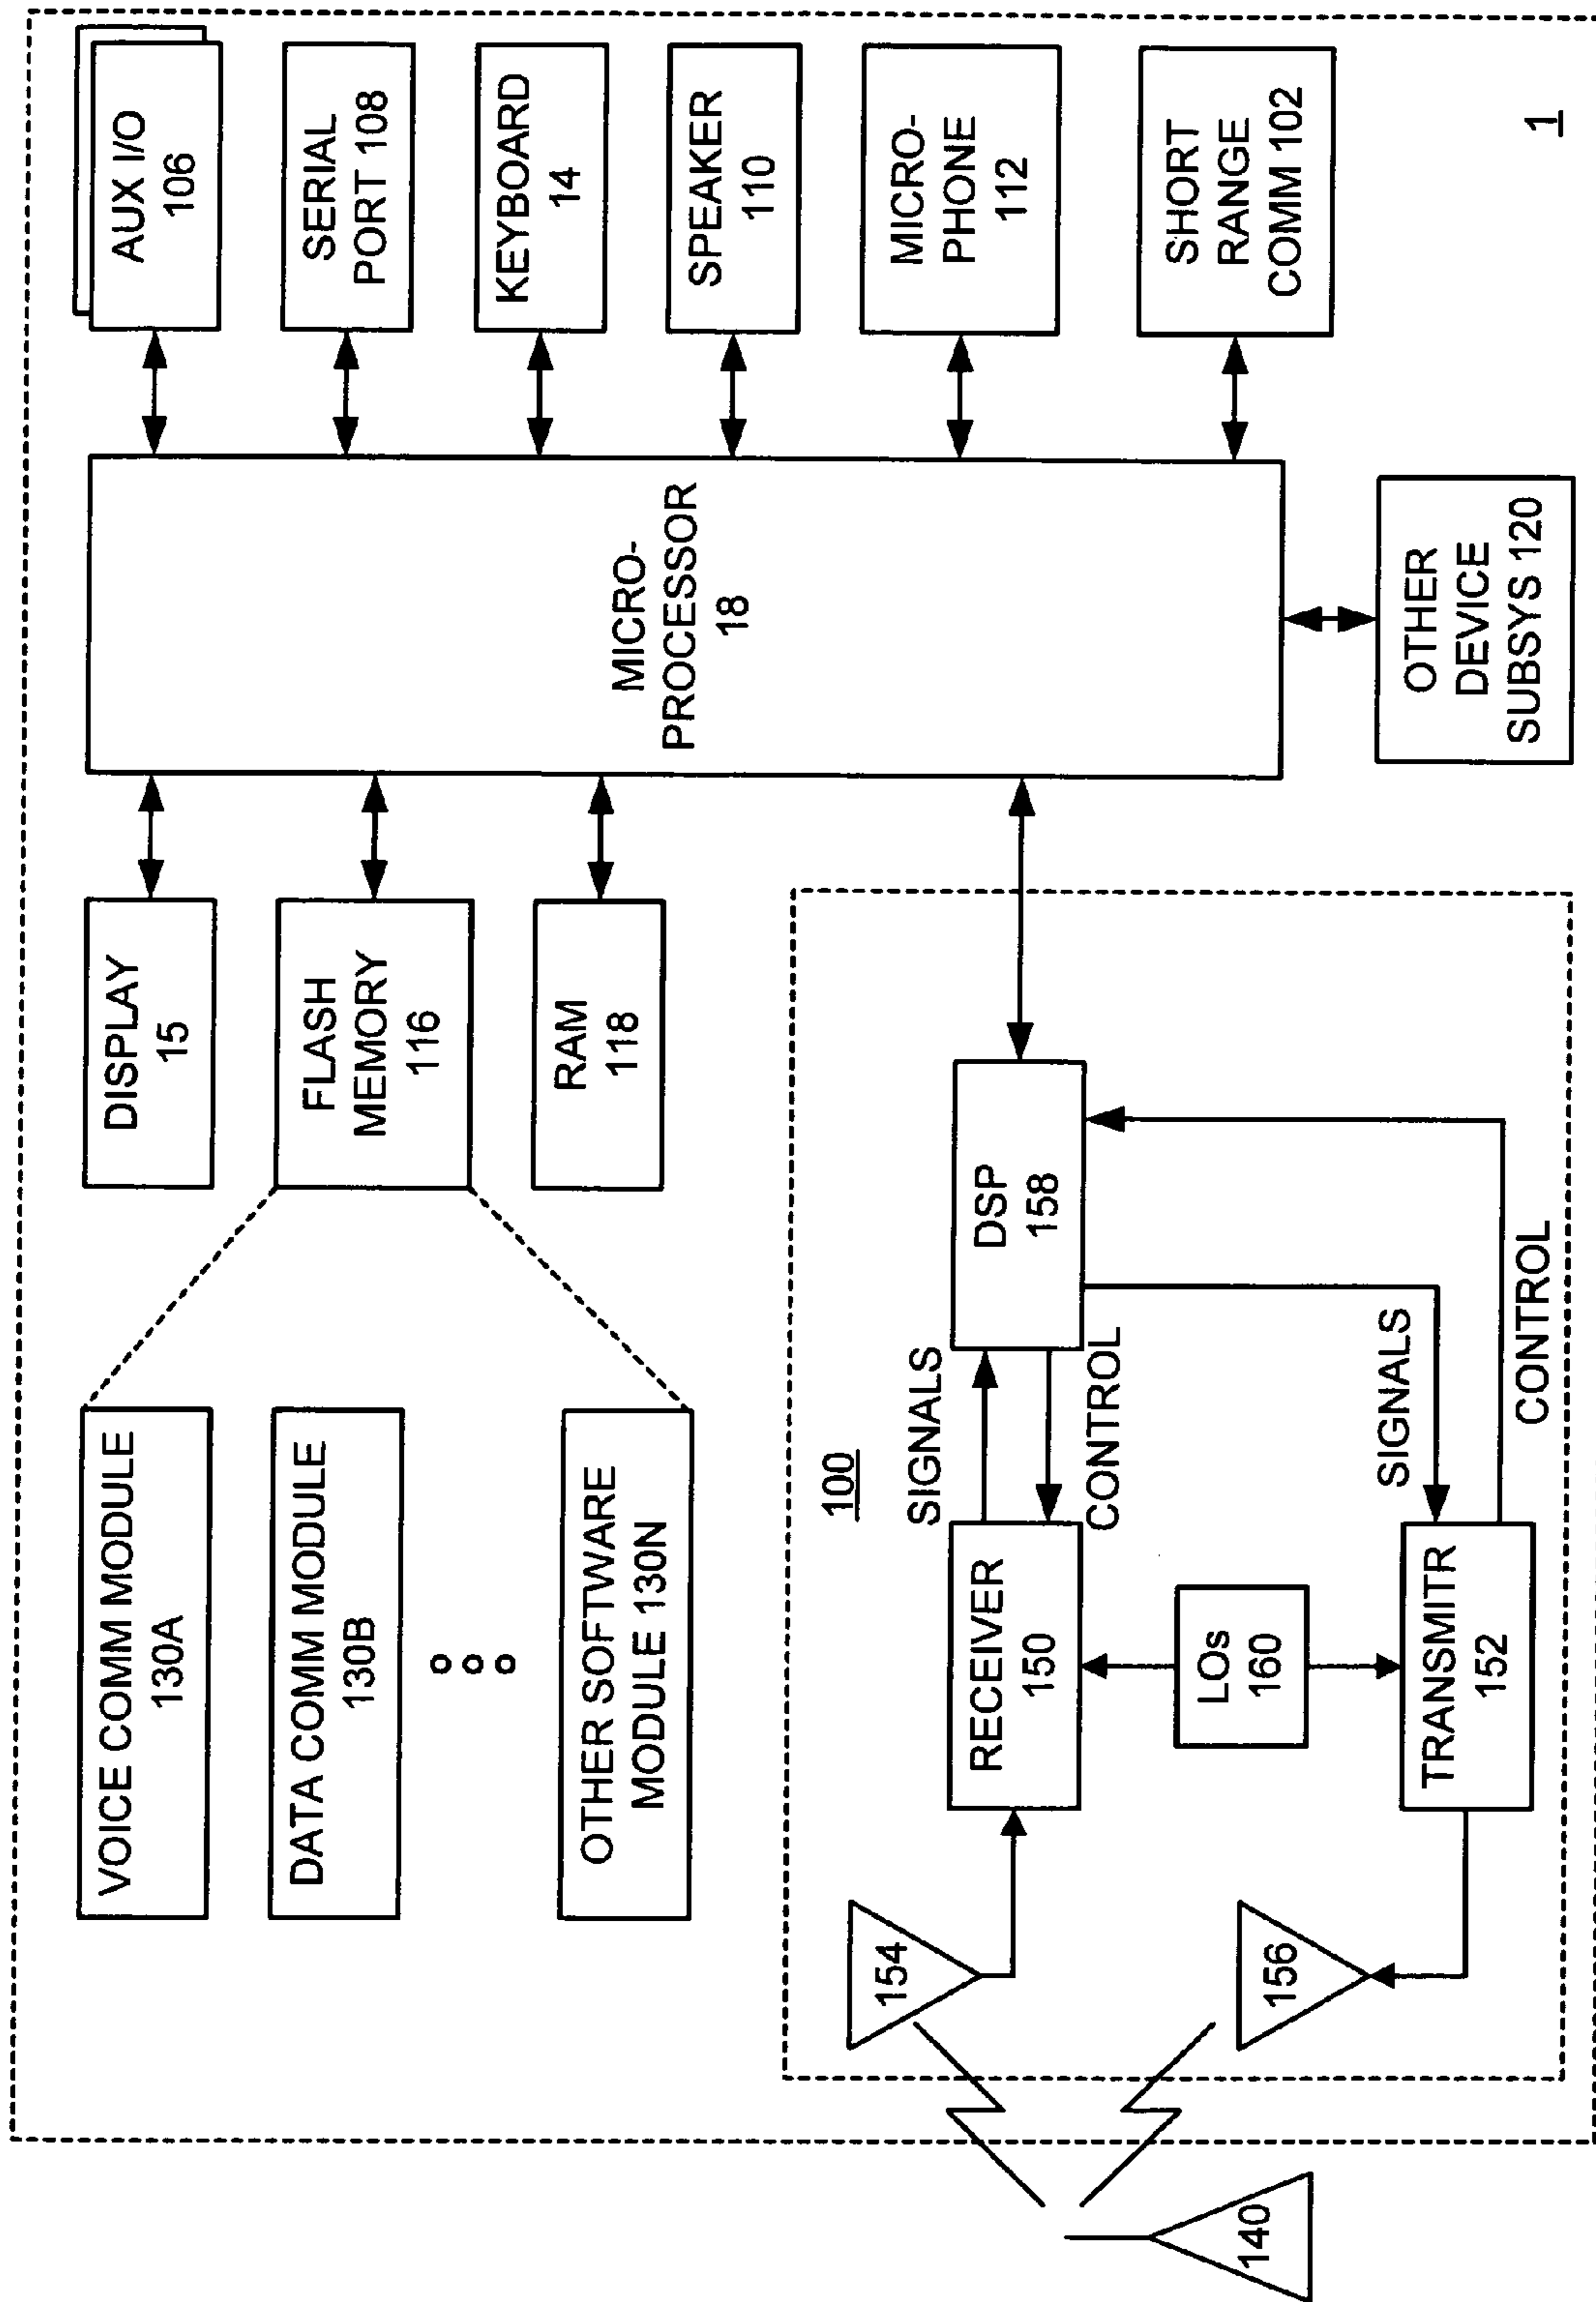 VOICE COMM MODULE
130A
DATA COMM MODULE
130B
OTHER SOFTWARE
MODULE 130N
DISPLAY
15
FLASH
MEMORY
116
RAM
118
MICRO-
PROCESSOR
18
AUX I/O
106
SERIAL
PORT 108
KEYBOARD
14
SPEAKER
110
MICRO-
PHONE
112
SHORT
RANGE
COMM 102
OTHER
DEVICE
SUBSYS 120
1
100
154
SIGNALS
RECEIVER
150
DSP
158
CONTROL
LOs
160
140
156
SIGNALS
TRANSMITR
152
CONTROL